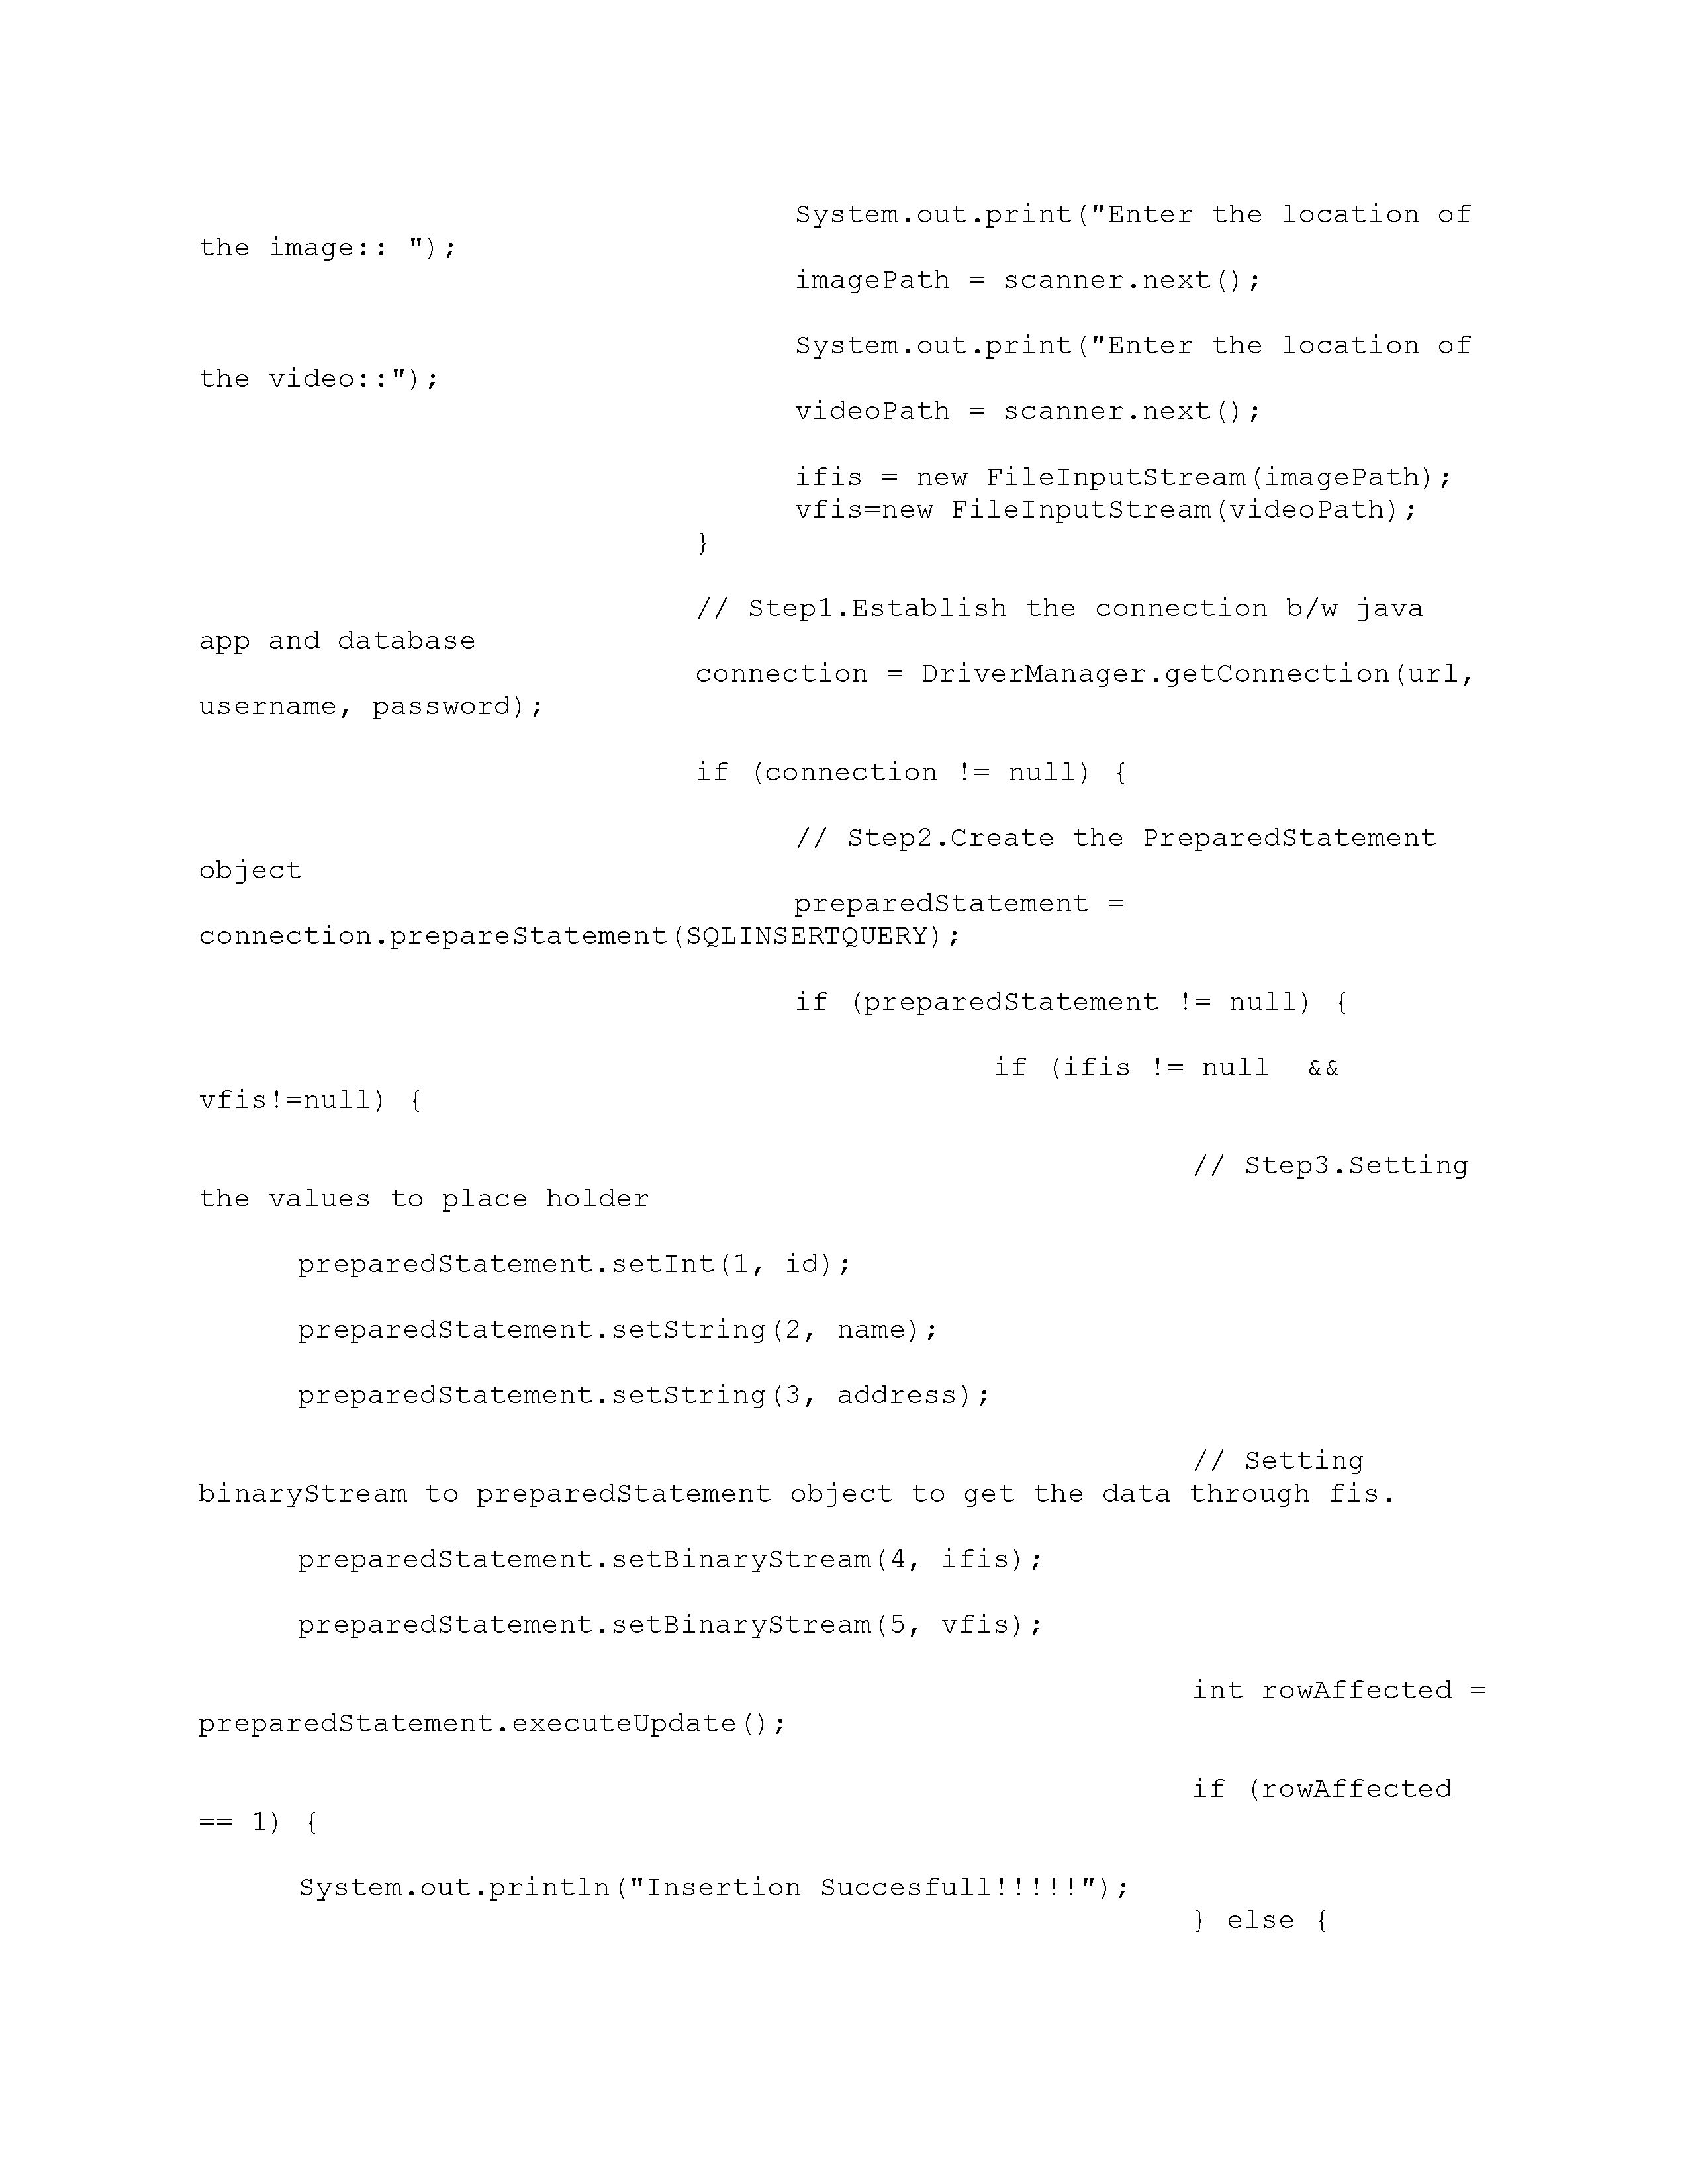 System.out.print("Enter the location of
the image:: ");
imagePath = scanner.next();
System.out.print("Enter the location of
the video::");
videoPath = scanner.next();
ifis = new FileInputStream(imagePath);
vfis=new FileInputStream(videoPath);
}
// Step1.Establish the connection b/w java
app and database
connection = DriverManager.getConnection(url,
username, password);
if (connection != null) {
// Step2.Create the PreparedStatement
object
preparedStatement =
connection.prepareStatement(SQLINSERTQUERY);
if (preparedStatement != null) {
if (ifis != null  &&
vfis!=null) {
// Step3.Setting
the values to place holder
preparedStatement.setInt(1, id);
preparedStatement.setString(2, name);
preparedStatement.setString(3, address);
// Setting
binaryStream to preparedStatement object to get the data through fis.
preparedStatement.setBinaryStream(4, ifis);
preparedStatement.setBinaryStream(5, vfis);
int rowAffected =
preparedStatement.executeUpdate();
if (rowAffected
== 1) {
System.out.println("Insertion Succesfull!!!!!");
} else {